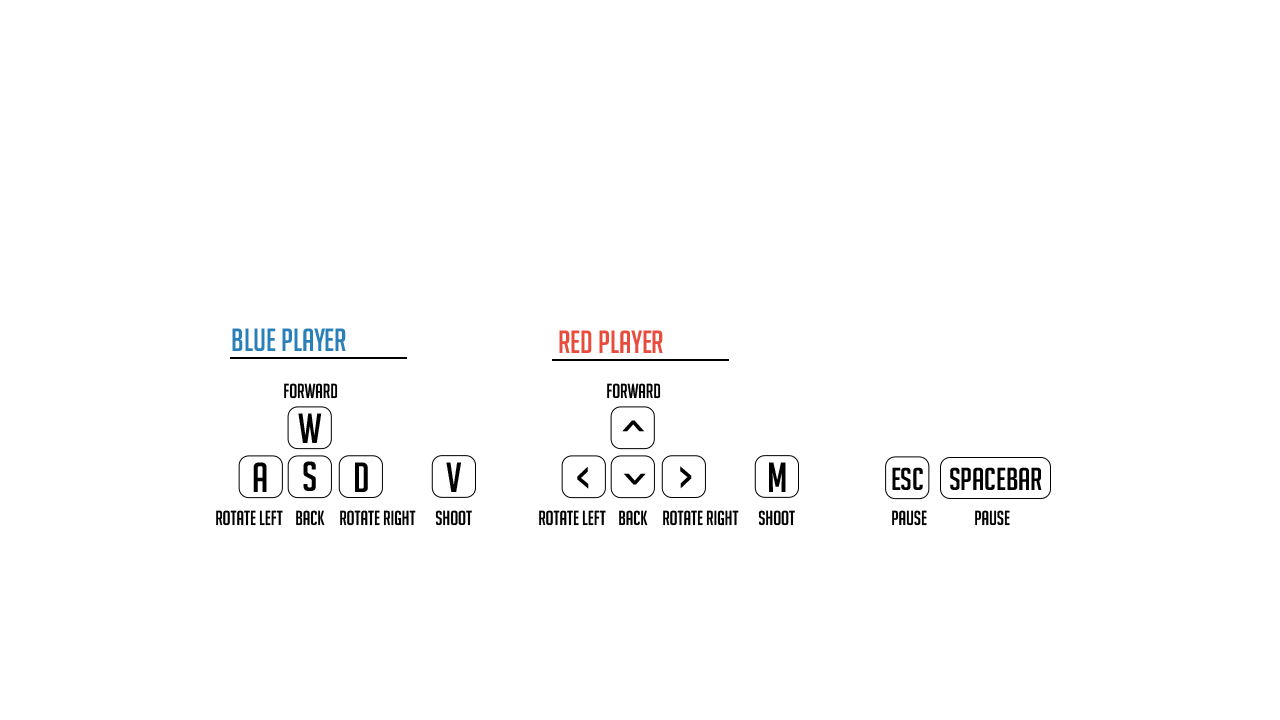 BLUE PLAYER
RED PLAYER
FORWARD
FORWARD
W
^
A S D V
< ⌄ > M
ESC SPACEBAR
ROTATE LEFT BACK ROTATE RIGHT SHOOT
ROTATE LEFT BACK ROTATE RIGHT SHOOT
PAUSE PAUSE